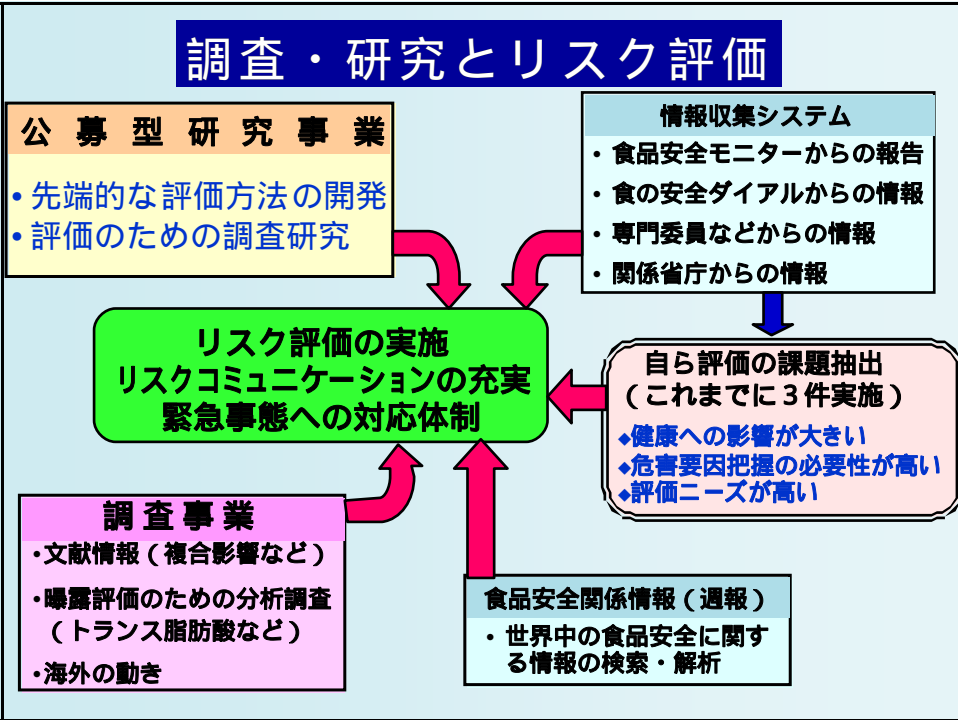 調査・研究とリスク評価
公募型研究事業
・先端的な評価方法の開発
・評価のための調査研究
情報収集システム
・食品安全モニターからの報告
・食の安全ダイアルからの情報
・専門委員などからの情報
・関係省庁からの情報
リスク評価の実施
リスクコミュニケーションの充実
緊急事態への対応体制
自ら評価の課題抽出
(これまでに3件実施)
◆健康への影響が大きい
◆危害要因把握の必要性が高い
◆評価ニーズが高い
調査事業
・文献情報(複合影響など)
・曝露評価のための分析調査
(トランス脂肪酸など)
・海外の動き
食品安全関係情報(週報)
・世界中の食品安全に関す
る情報の検索・解析